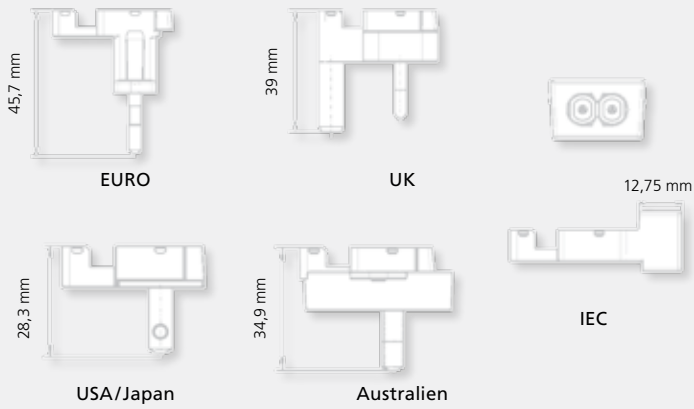 45,7 mm
EURO
39 mm
UK
12,75 mm
IEC
28,3 mm
USA/Japan
34,9 mm
Australien